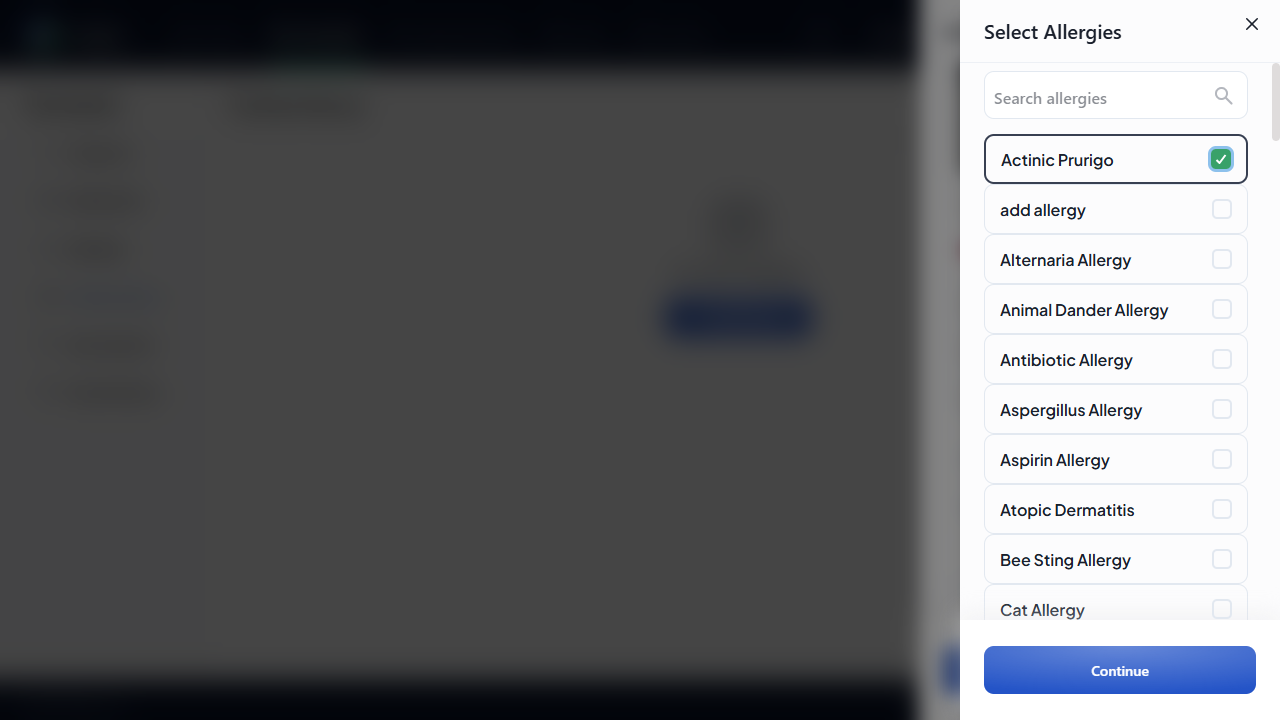 Select Allergies
Search allergies
Actinic Prurigo
add allergy
Alternaria Allergy
Animal Dander Allergy
Antibiotic Allergy
Aspergillus Allergy
Aspirin Allergy
Atopic Dermatitis
Bee Sting Allergy
Cat Allergy
Continue